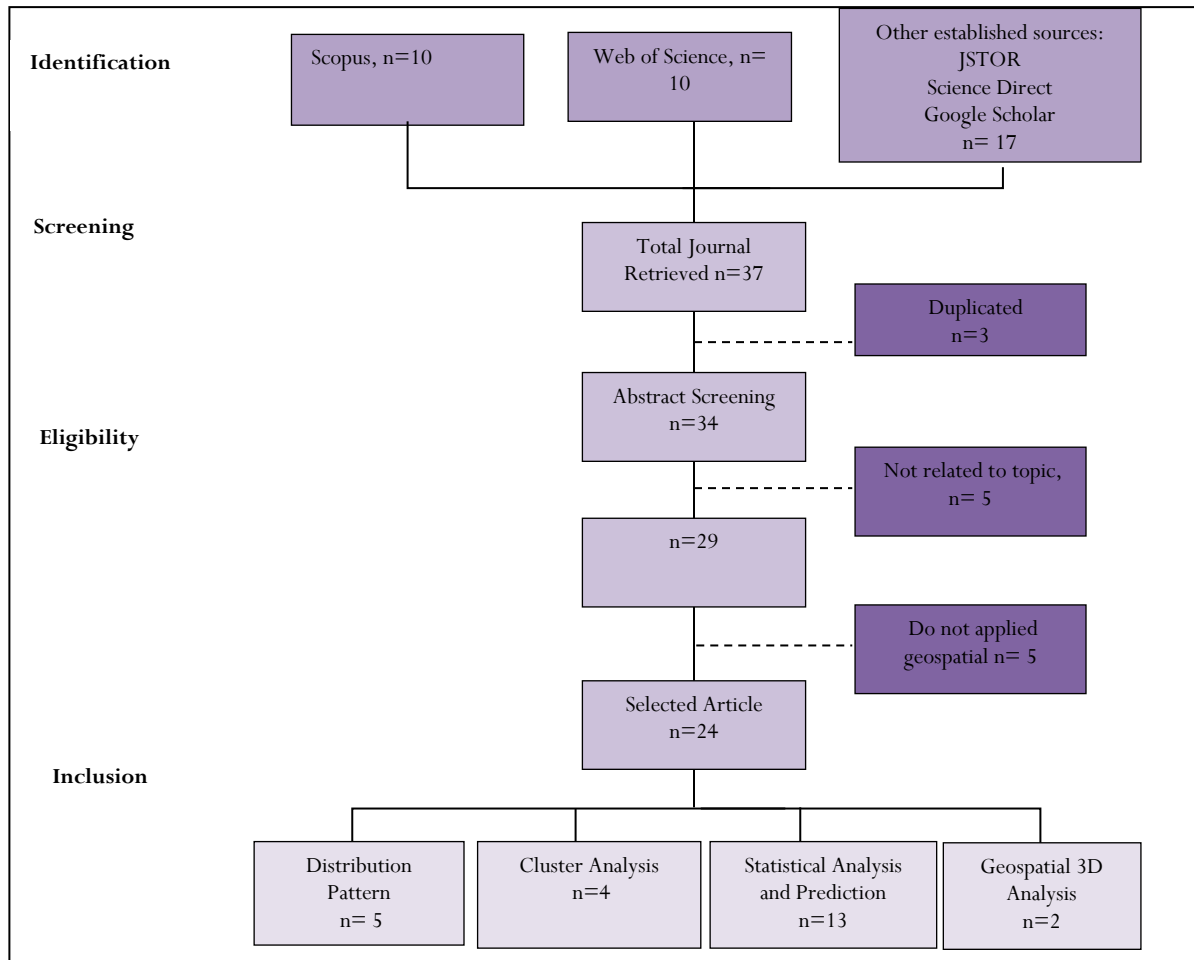 Identification
Scopus, n=10
Web of Science, n=
10
Other established sources:
JSTOR
Science Direct
Google Scholar
n= 17
Screening
Total Journal
Retrieved n=37
Duplicated
n=3
Abstract Screening
n=34
Eligibility
Not related to topic,
n= 5
n=29
Do not applied
geospatial n= 5
Selected Article
n=24
Inclusion
Distribution
Pattern
n= 5
Cluster Analysis
n=4
Statistical Analysis
and Prediction
n=13
Geospatial 3D
Analysis
n=2